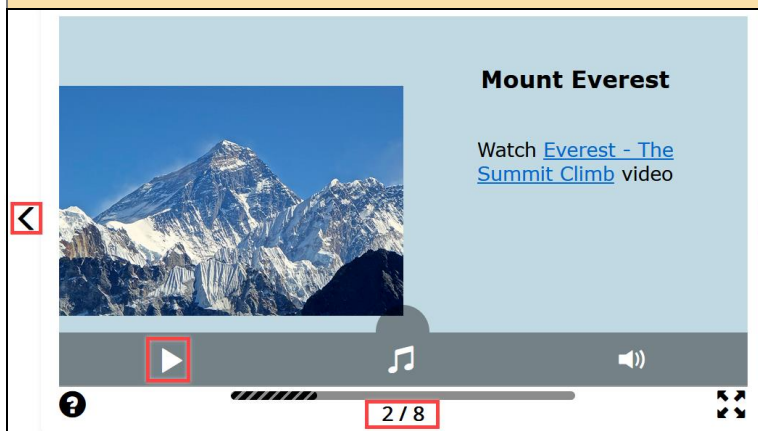 Mount Everest
Watch Everest - The
Summit Climb video
2 / 8